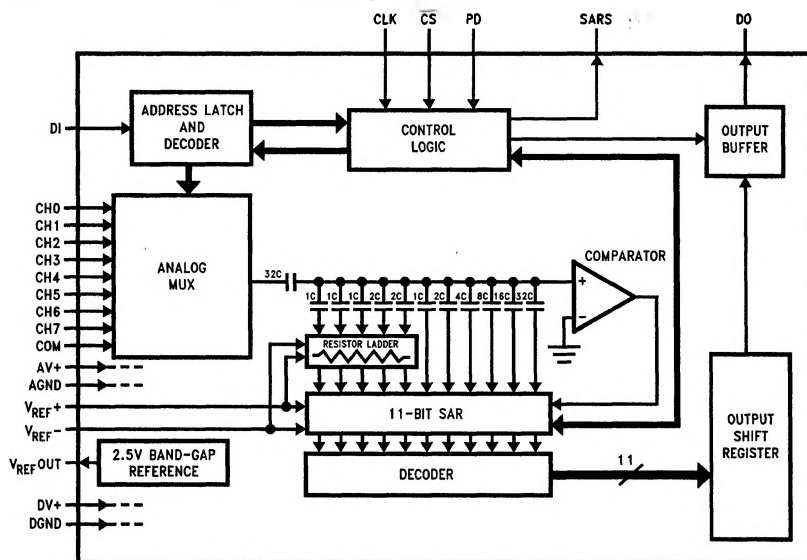 CLK CS PD SARS DO
DI
ADDRESS LATCH
AND
DECODER
CONTROL
LOGIC
OUTPUT
BUFFER
CH0
CH1
CH2
CH3
CH4
CH5
CH6
CH7
COM
AV+
AGND
VREF+
VREF-
VREFOUT
DV+
DGND
ANALOG
MUX
32C
1C 1C 1C 2C 2C 1C 2C 4C 8C 16C 32C
COMPARATOR
+
-
RESISTOR LADDER
11-BIT SAR
2.5V BAND-GAP
REFERENCE
DECODER
11
OUTPUT
SHIFT
REGISTER